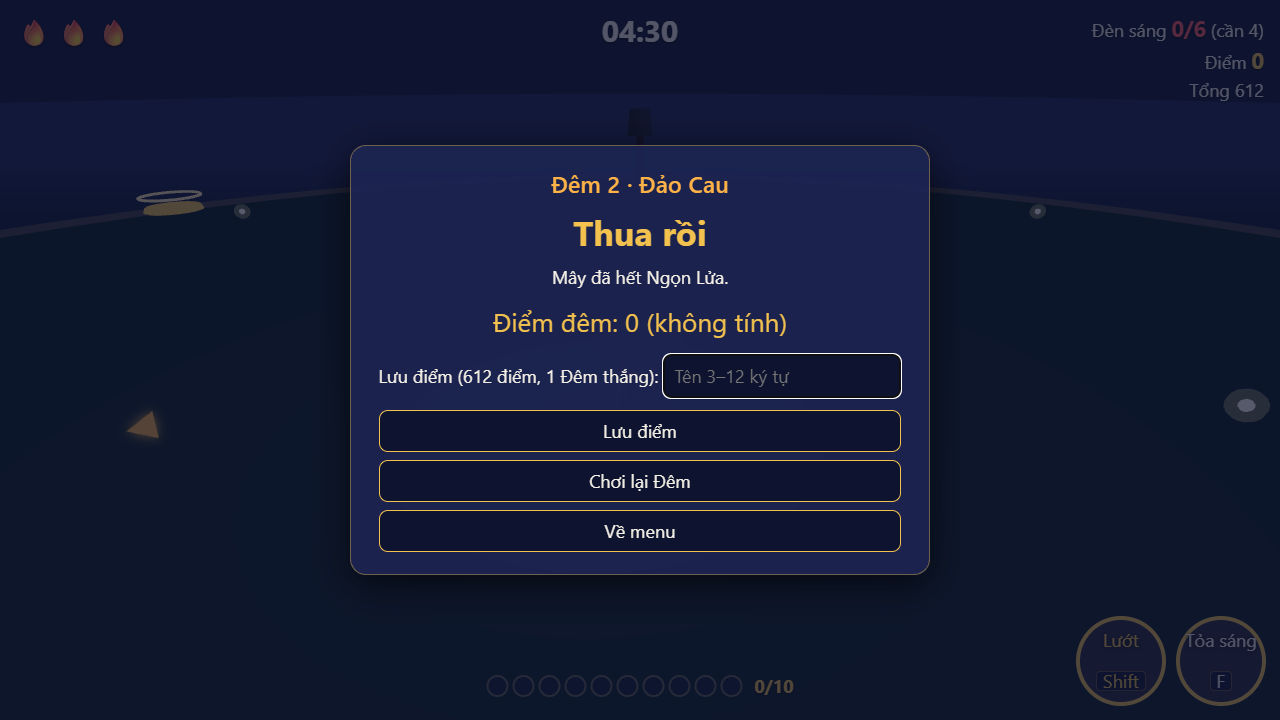 04:30
Đèn sáng 0/6 (cần 4)
Điểm 0
Tổng 612
Đêm 2 · Đảo Cau
Thua rồi
Mây đã hết Ngọn Lửa.
Điểm đêm: 0 (không tính)
Lưu điểm (612 điểm, 1 Đêm thắng): Tên 3–12 ký tự
Lưu điểm
Chơi lại Đêm
Về menu
Lướt
Shift
Tỏa sáng
F
0/10